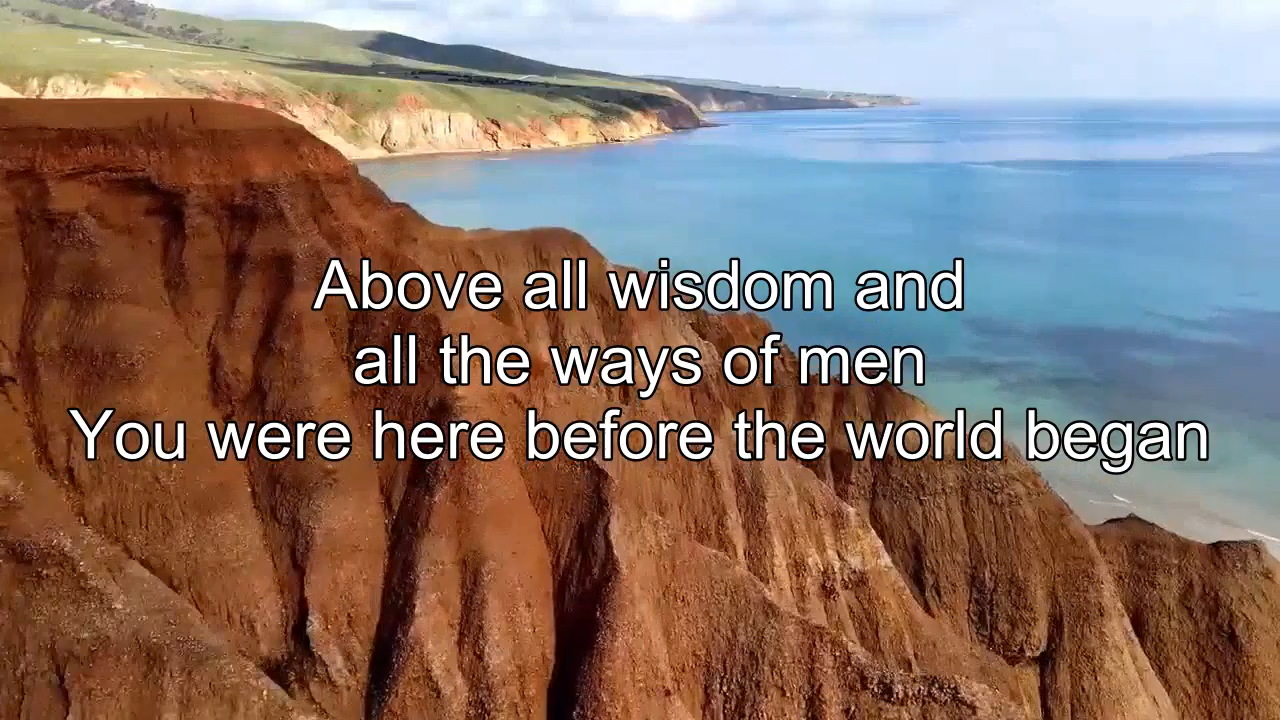 Above all wisdom and
all the ways of men
You were here before the world began